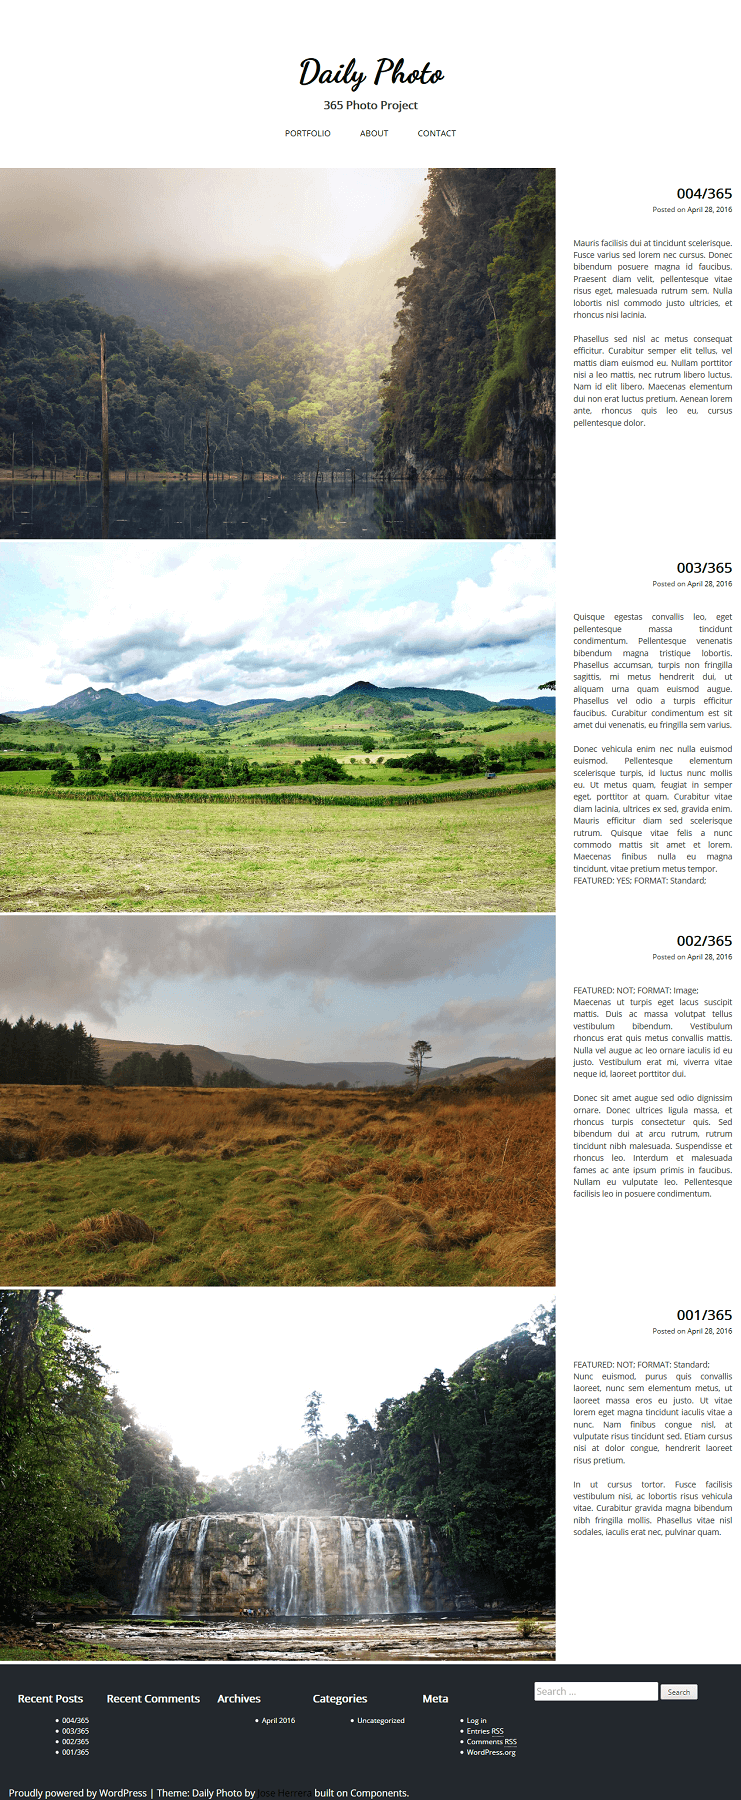 Daily Photo
365 Photo Project
PORTFOLIO ABOUT CONTACT
004/365
Posted on April 28, 2016
Mauris facilisis dui at tincidunt scelerisque.
Fusce varius sed lorem nec cursus. Donec
bibendum posuere magna id faucibus.
Praesent diam velit, pellentesque vitae
risus eget, malesuada rutrum sem. Nulla
lobortis nisl commodo justo ultricies, et
rhoncus nisi lacinia.
Phasellus sed nisl ac metus consequat
efficitur. Curabitur semper elit tellus, vel
mattis diam euismod eu. Nullam porttitor
nisi a leo mattis, nec rutrum libero luctus.
Nam id elit libero. Maecenas elementum
dui non erat luctus pretium. Aenean lorem
ante, rhoncus quis leo eu, cursus
pellentesque dolor.
003/365
Posted on April 28, 2016
Quisque egestas convallis leo, eget
pellentesque massa tincidunt
condimentum. Pellentesque venenatis
bibendum magna tristique lobortis.
Phasellus accumsan, turpis non fringilla
sagittis, mi metus hendrerit dui, ut
aliquam urna quam euismod augue.
Phasellus vel odio a turpis efficitur
faucibus. Curabitur condimentum est sit
amet dui venenatis, eu fringilla sem varius.
Donec vehicula enim nec nulla euismod
euismod. Pellentesque elementum
scelerisque turpis, id luctus nunc mollis
eu. Ut metus quam, feugiat in semper
eget, porttitor at quam. Curabitur vitae
diam lacinia, ultrices ex sed, gravida enim.
Mauris efficitur diam sed scelerisque
rutrum. Quisque vitae felis a nunc
commodo mattis sit amet et lorem.
Maecenas finibus nulla eu magna
tincidunt, vitae pretium metus tempor.
FEATURED: YES; FORMAT: Standard;
002/365
Posted on April 28, 2016
FEATURED: NOT; FORMAT: Image;
Maecenas ut turpis eget lacus suscipit
mattis. Duis ac massa volutpat tellus
vestibulum bibendum. Vestibulum
rhoncus erat quis metus convallis mattis.
Nulla vel augue ac leo ornare iaculis id eu
justo. Vestibulum erat mi, viverra vitae
neque id, laoreet porttitor dui.
Donec sit amet augue sed odio dignissim
ornare. Donec ultrices ligula massa, et
rhoncus turpis consectetur quis. Sed
bibendum dui at arcu rutrum, rutrum
tincidunt nibh malesuada. Suspendisse et
rhoncus leo. Interdum et malesuada
fames ac ante ipsum primis in faucibus.
Nullam eu vulputate leo. Pellentesque
facilisis leo in posuere condimentum.
001/365
Posted on April 28, 2016
FEATURED: NOT; FORMAT: Standard;
Nunc euismod, purus quis convallis
laoreet, nunc sem elementum metus, ut
laoreet massa eros eu justo. Ut vitae
lorem eget magna tincidunt iaculis vitae a
nunc. Nam finibus congue nisl, at
vulputate risus tincidunt sed. Etiam cursus
nisi at dolor congue, hendrerit laoreet
risus pretium.
In ut cursus tortor. Fusce facilisis
vestibulum nisi, ac lobortis risus vehicula
vitae. Curabitur gravida magna bibendum
nibh fringilla mollis. Phasellus vitae nisl
sodales, iaculis erat nec, pulvinar quam.
Recent Posts
004/365
003/365
002/365
001/365
Recent Comments
Archives
April 2016
Categories
Uncategorized
Meta
Log in
Entries RSS
Comments RSS
WordPress.org
Search ... Search
Proudly powered by WordPress | Theme: Daily Photo by Jose Herrera built on Components.